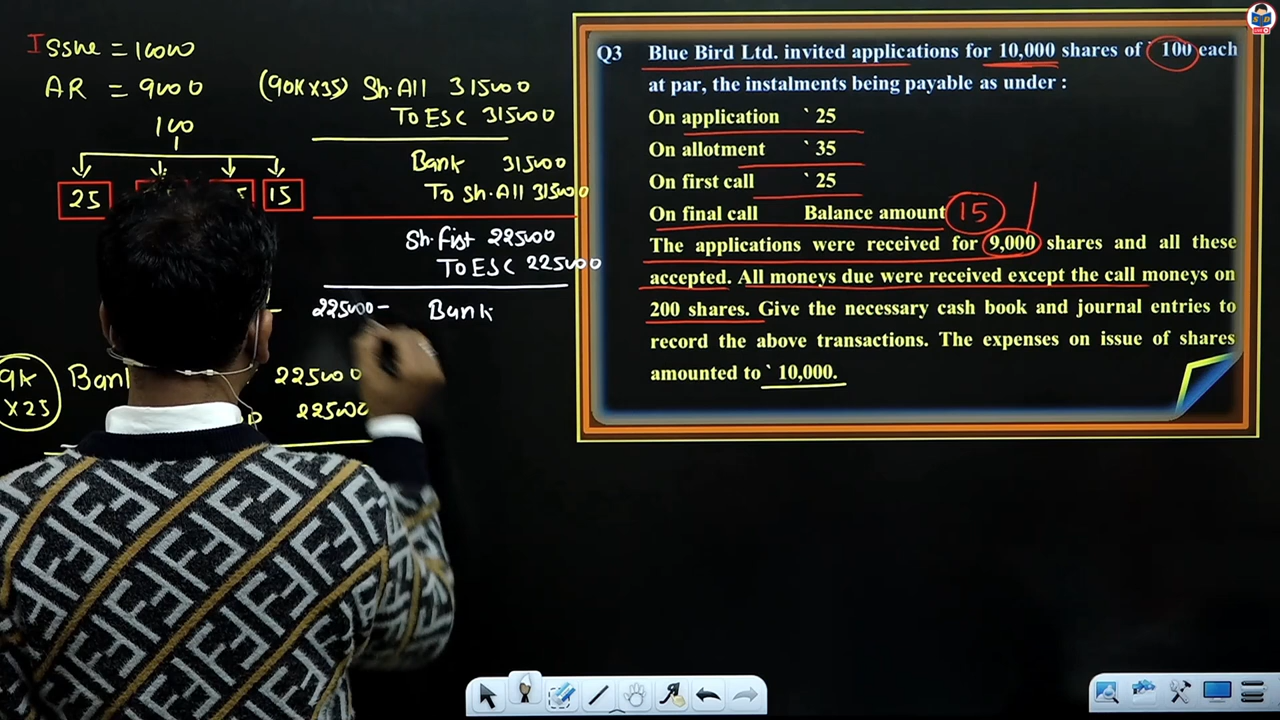 Issue = 10000
AR = 9000
100
25
15
(90K x 35) Sh. All 315000
To ESC 315000
Bank 315000
To Sh. All 315000
Sh. First 225000
To ESC 225000
225000 - Bank
9K
x 25
Bank
225000
225000
Q3 Blue Bird Ltd. invited applications for 10,000 shares of ` 100 each
at par, the instalments being payable as under :
On application ` 25
On allotment ` 35
On first call ` 25
On final call Balance amount 15
The applications were received for 9,000 shares and all these
accepted. All moneys due were received except the call moneys on
200 shares. Give the necessary cash book and journal entries to
record the above transactions. The expenses on issue of shares
amounted to ` 10,000.
SD